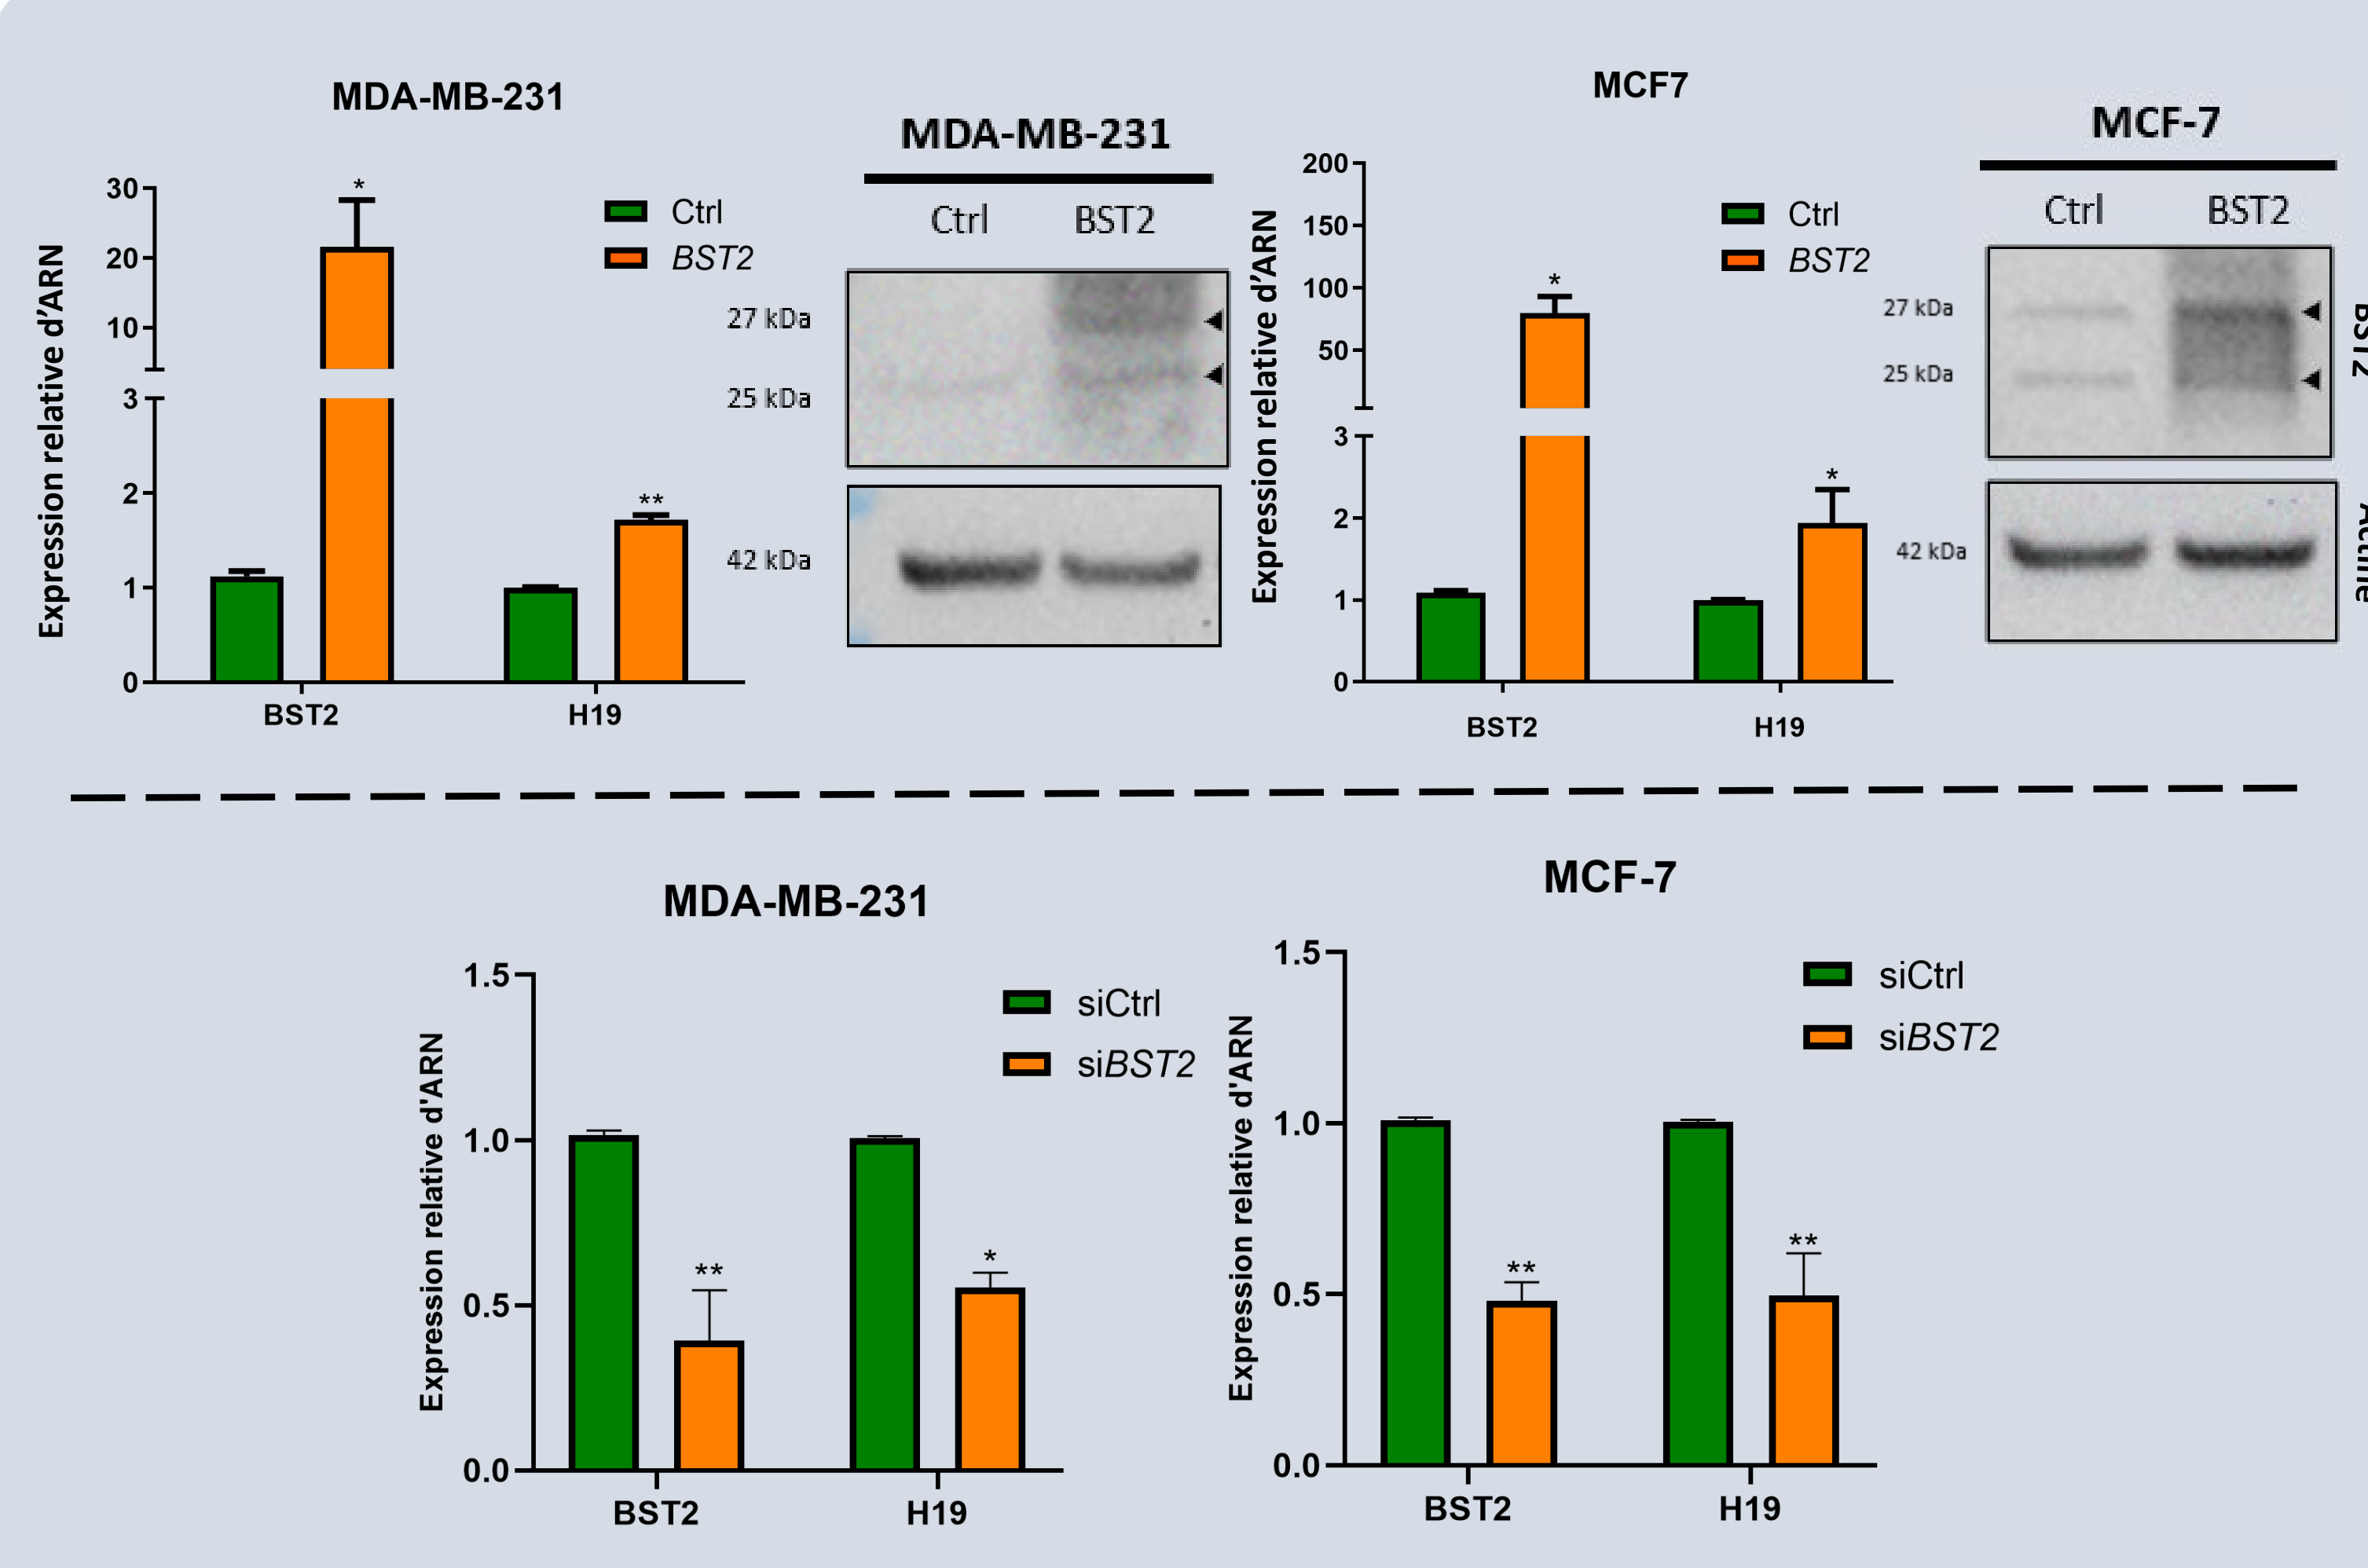 MDA-MB-231
Expression relative d’ARN
30
20
10
3
2
1
0
*
**
Ctrl
BST2
BST2
H19
MDA-MB-231
Ctrl
BST2
27 kDa
25 kDa
42 kDa
MCF7
Expression relative d’ARN
200
150
100
50
3
2
1
0
*
*
Ctrl
BST2
BST2
H19
MCF-7
Ctrl
BST2
27 kDa
25 kDa
42 kDa
BST2
Actine
MDA-MB-231
Expression relative d'ARN
1.5
1.0
0.5
0.0
**
*
siCtrl
siBST2
BST2
H19
MCF-7
Expression relative d'ARN
1.5
1.0
0.5
0.0
**
**
siCtrl
siBST2
BST2
H19